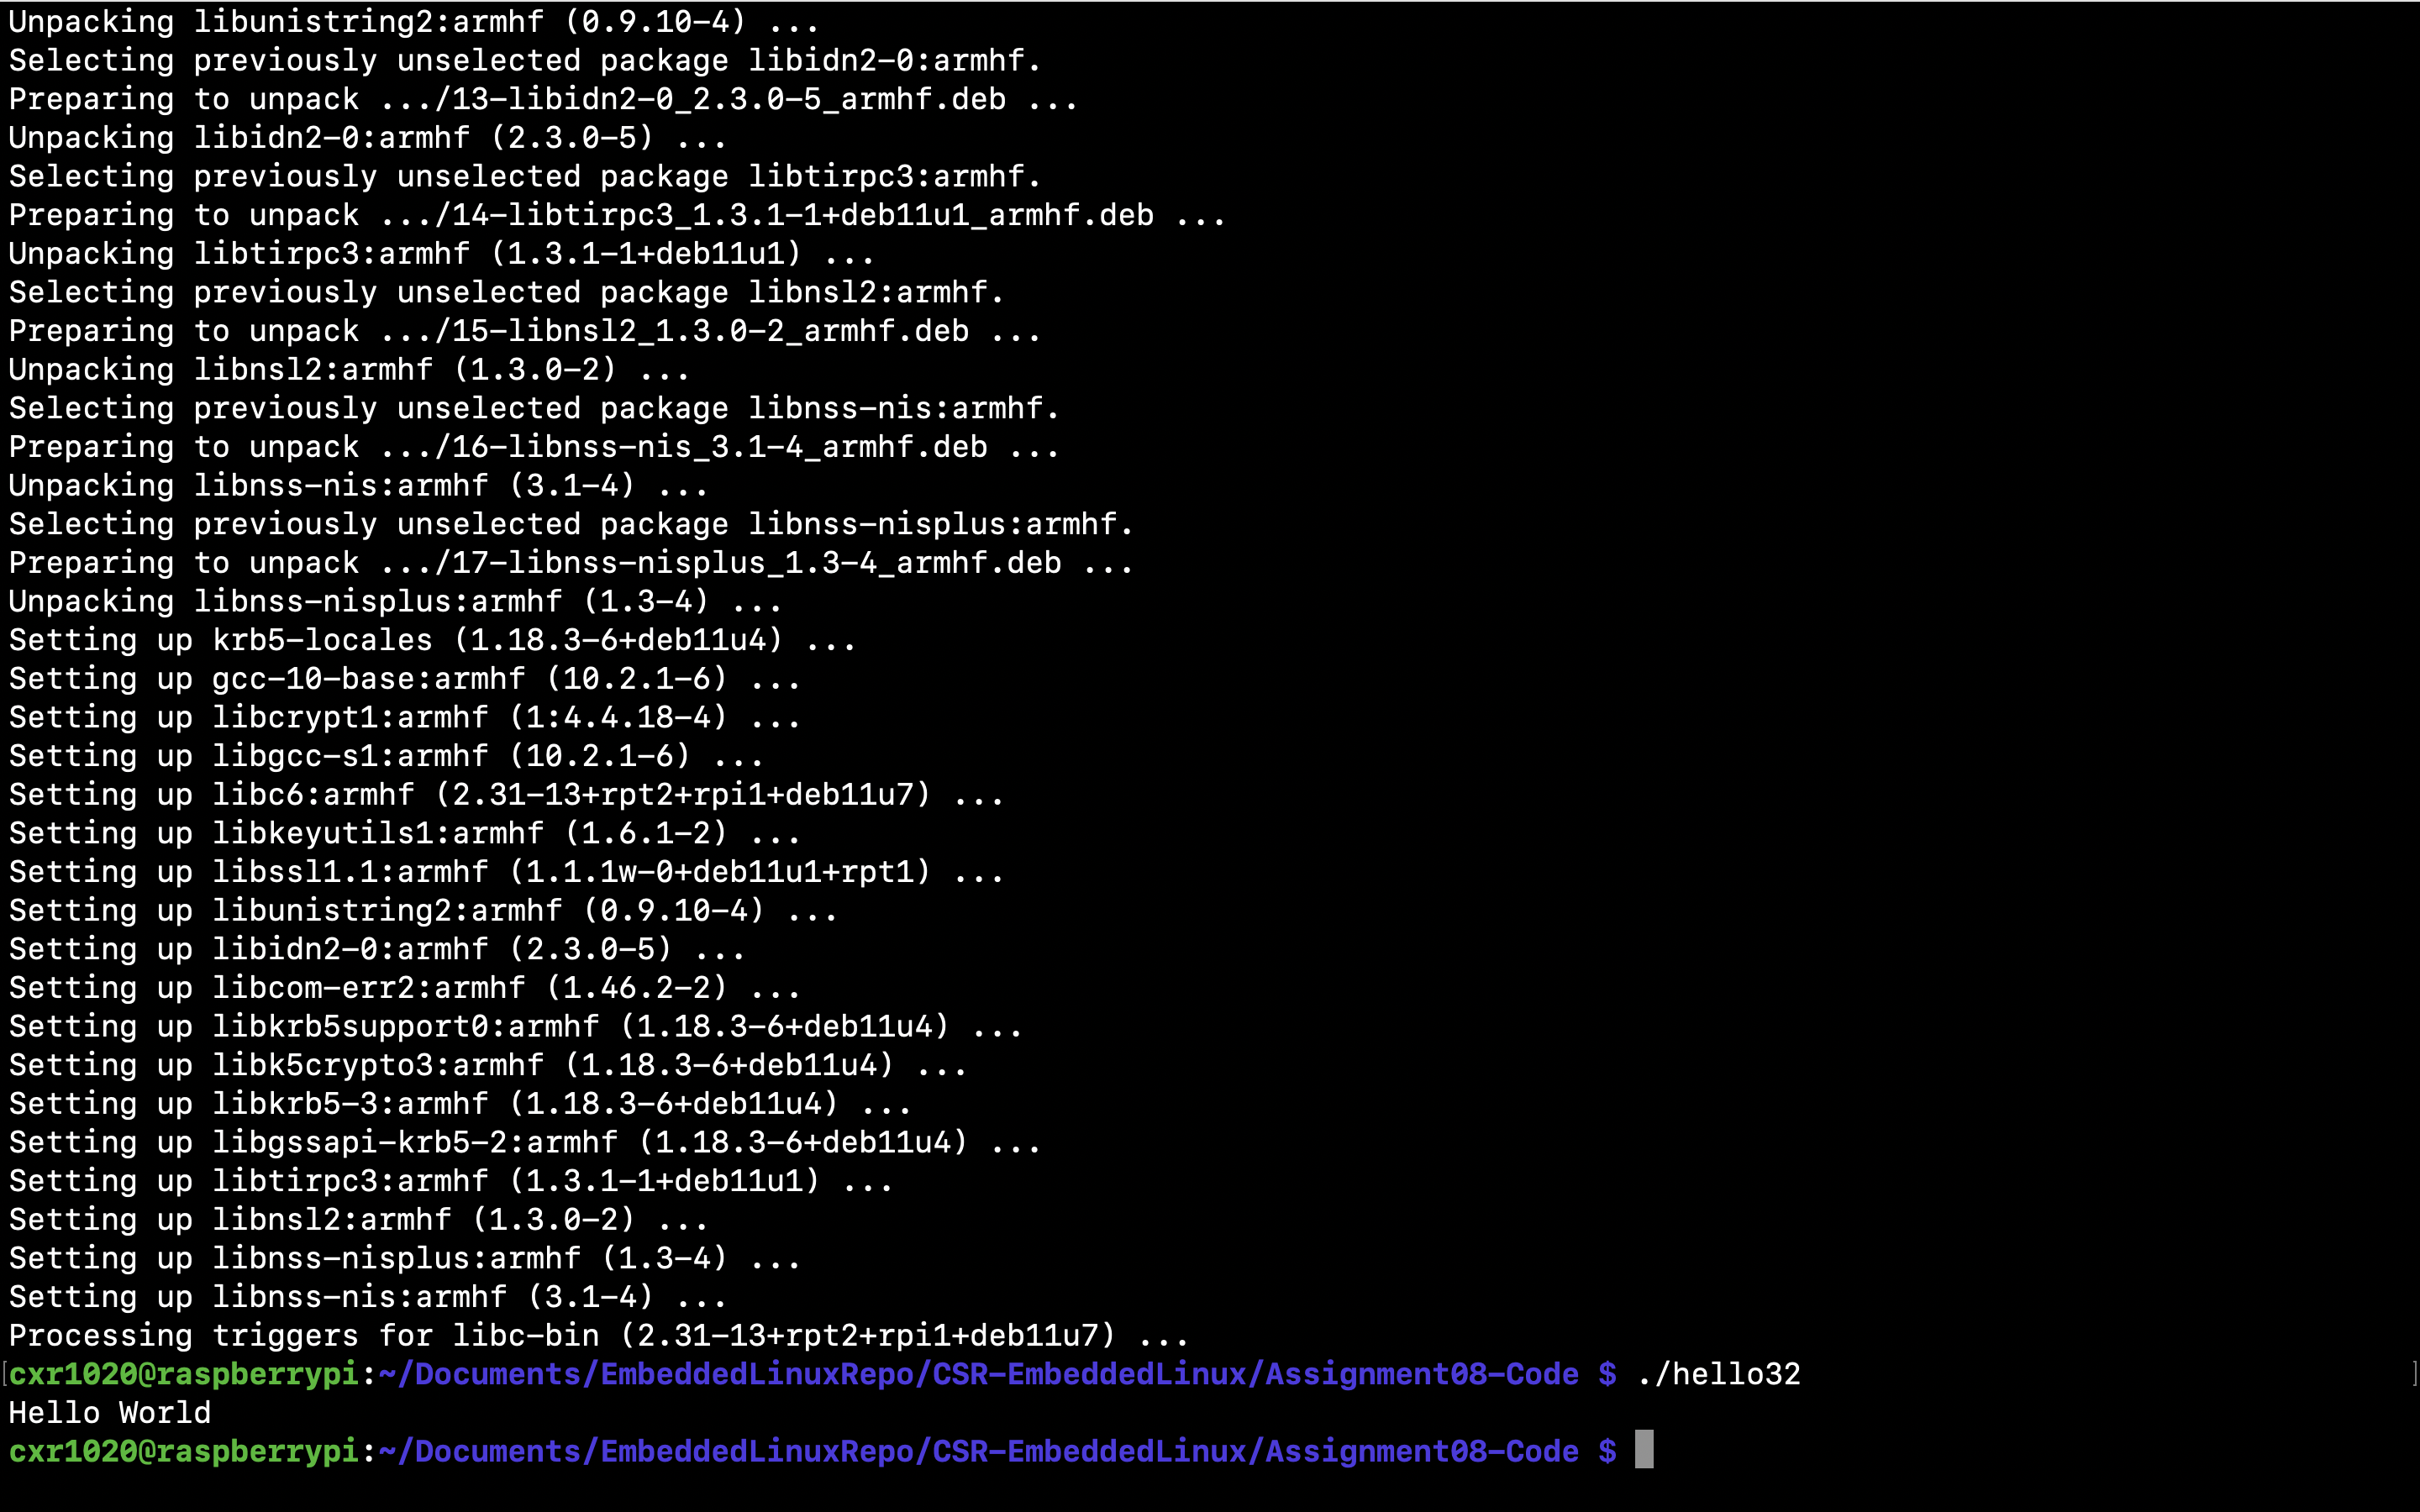 Unpacking libunistring2:armhf (0.9.10-4) ...
Selecting previously unselected package libidn2-0:armhf.
Preparing to unpack .../13-libidn2-0_2.3.0-5_armhf.deb ...
Unpacking libidn2-0:armhf (2.3.0-5) ...
Selecting previously unselected package libtirpc3:armhf.
Preparing to unpack .../14-libtirpc3_1.3.1-1+deb11u1_armhf.deb ...
Unpacking libtirpc3:armhf (1.3.1-1+deb11u1) ...
Selecting previously unselected package libnsl2:armhf.
Preparing to unpack .../15-libnsl2_1.3.0-2_armhf.deb ...
Unpacking libnsl2:armhf (1.3.0-2) ...
Selecting previously unselected package libnss-nis:armhf.
Preparing to unpack .../16-libnss-nis_3.1-4_armhf.deb ...
Unpacking libnss-nis:armhf (3.1-4) ...
Selecting previously unselected package libnss-nisplus:armhf.
Preparing to unpack .../17-libnss-nisplus_1.3-4_armhf.deb ...
Unpacking libnss-nisplus:armhf (1.3-4) ...
Setting up krb5-locales (1.18.3-6+deb11u4) ...
Setting up gcc-10-base:armhf (10.2.1-6) ...
Setting up libcrypt1:armhf (1:4.4.18-4) ...
Setting up libgcc-s1:armhf (10.2.1-6) ...
Setting up libc6:armhf (2.31-13+rpt2+rpi1+deb11u7) ...
Setting up libkeyutils1:armhf (1.6.1-2) ...
Setting up libssl1.1:armhf (1.1.1w-0+deb11u1+rpt1) ...
Setting up libunistring2:armhf (0.9.10-4) ...
Setting up libidn2-0:armhf (2.3.0-5) ...
Setting up libcom-err2:armhf (1.46.2-2) ...
Setting up libkrb5support0:armhf (1.18.3-6+deb11u4) ...
Setting up libk5crypto3:armhf (1.18.3-6+deb11u4) ...
Setting up libkrb5-3:armhf (1.18.3-6+deb11u4) ...
Setting up libgssapi-krb5-2:armhf (1.18.3-6+deb11u4) ...
Setting up libtirpc3:armhf (1.3.1-1+deb11u1) ...
Setting up libnsl2:armhf (1.3.0-2) ...
Setting up libnss-nisplus:armhf (1.3-4) ...
Setting up libnss-nis:armhf (3.1-4) ...
Processing triggers for libc-bin (2.31-13+rpt2+rpi1+deb11u7) ...
[cxr1020@raspberrypi:~/Documents/EmbeddedLinuxRepo/CSR-EmbeddedLinux/Assignment08-Code $ ./hello32 ]
Hello World
cxr1020@raspberrypi:~/Documents/EmbeddedLinuxRepo/CSR-EmbeddedLinux/Assignment08-Code $